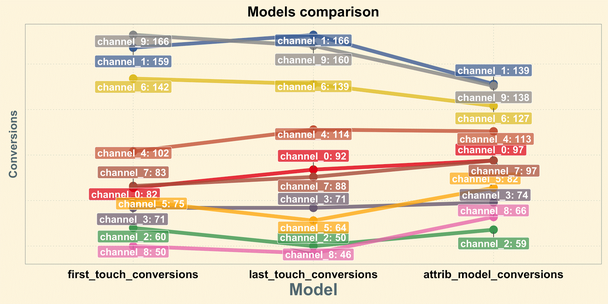 Models comparison
Conversions
channel_9: 166
channel_1: 159
channel_6: 142
channel_4: 102
channel_7: 83
channel_0: 82
channel_5: 75
channel_3: 71
channel_2: 60
channel_8: 50
channel_1: 166
channel_9: 160
channel_6: 139
channel_4: 114
channel_0: 92
channel_7: 88
channel_3: 71
channel_5: 64
channel_2: 50
channel_8: 46
channel_1: 139
channel_9: 138
channel_6: 127
channel_4: 113
channel_0: 97
channel_7: 97
channel_5: 82
channel_3: 74
channel_8: 66
channel_2: 59
first_touch_conversions
last_touch_conversions
attrib_model_conversions
Model